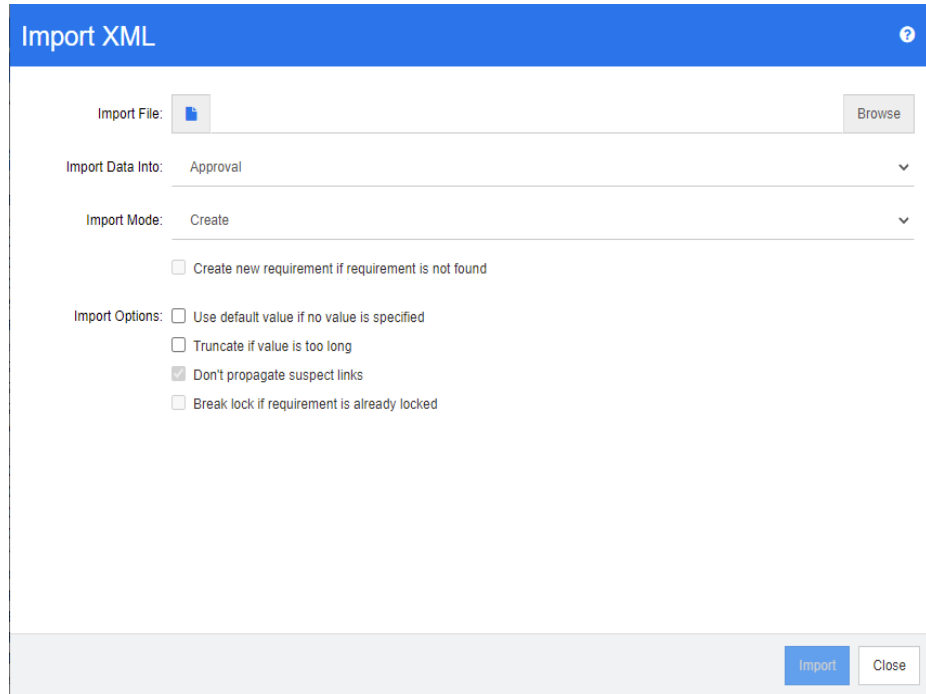 Import XML
Import File: Browse
Import Data Into: Approval
Import Mode: Create
Create new requirement if requirement is not found
Import Options: Use default value if no value is specified
Truncate if value is too long
Don't propagate suspect links
Break lock if requirement is already locked
Import Close